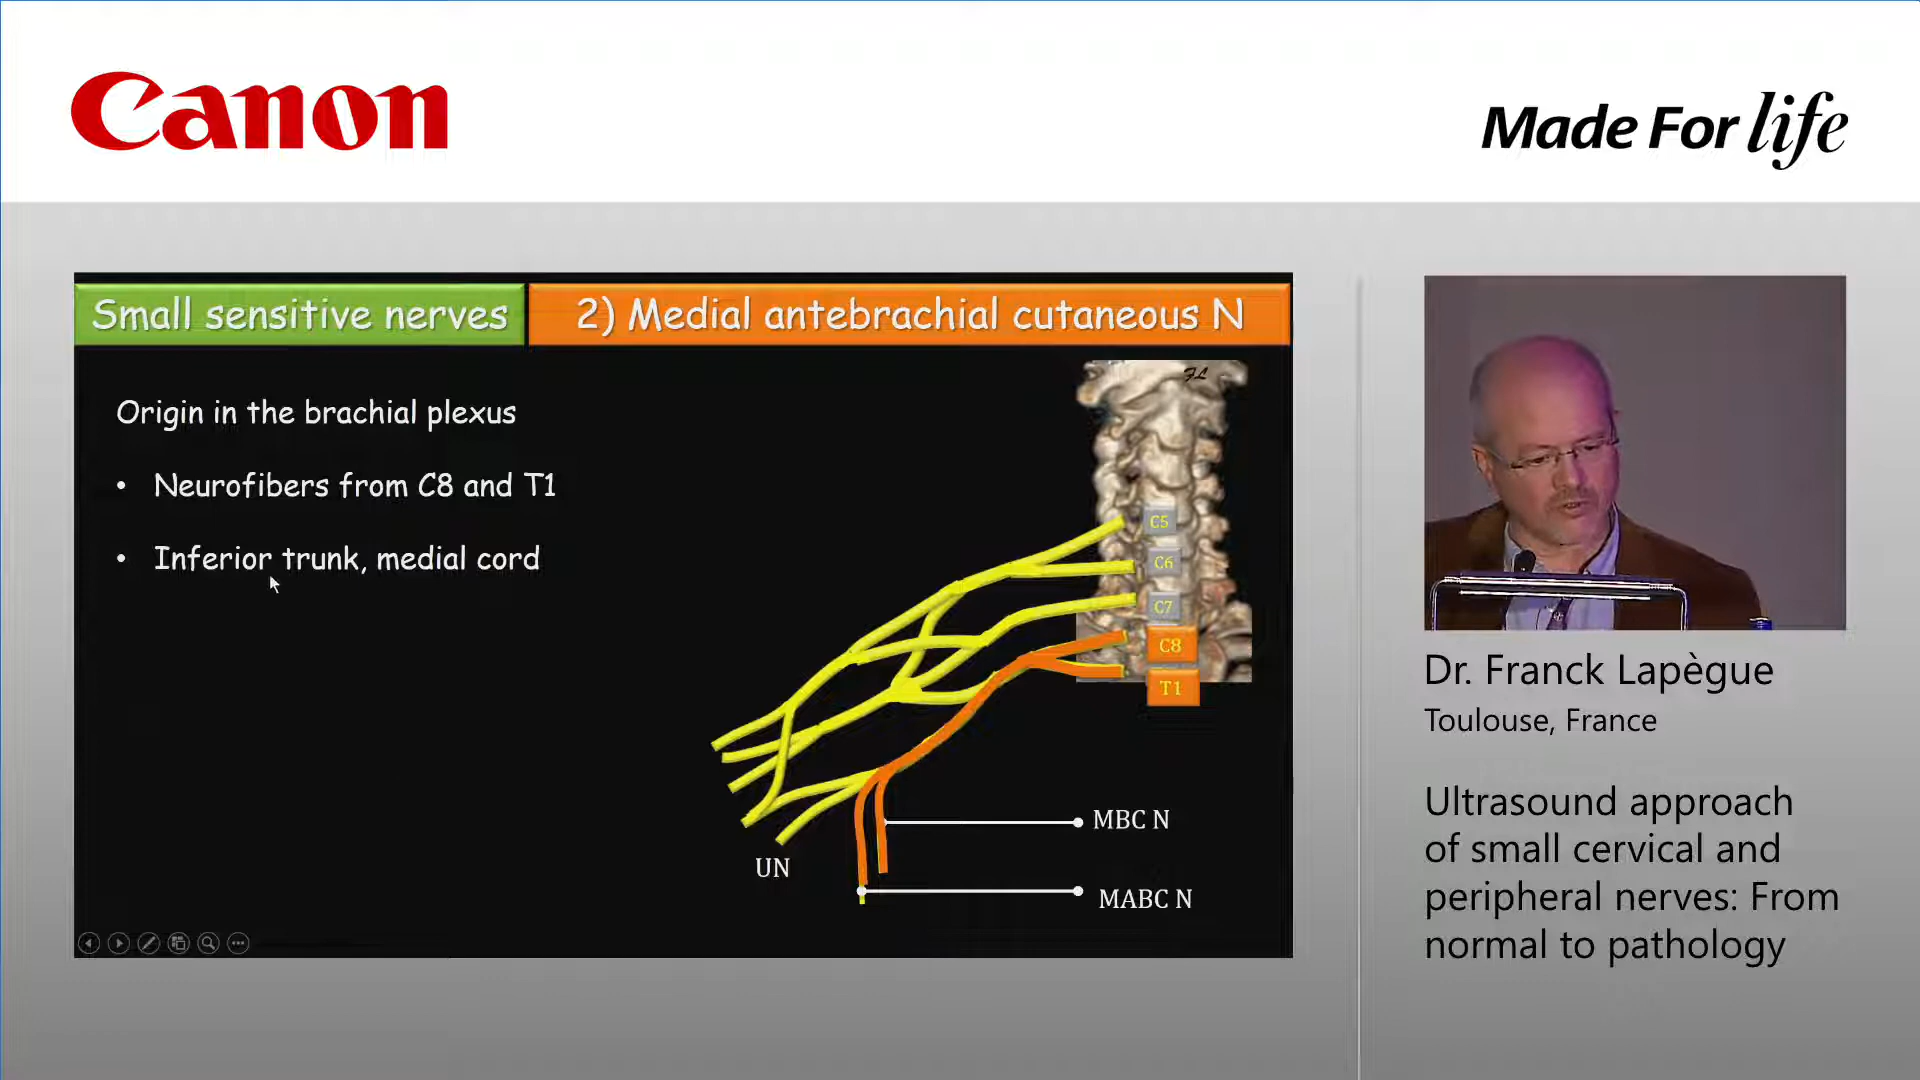 Canon
Made For life
Small sensitive nerves
2) Medial antebrachial cutaneous N
Origin in the brachial plexus
• Neurofibers from C8 and T1
• Inferior trunk, medial cord
FL
C5
C6
C7
C8
T1
MBC N
UN
MABC N
Dr. Franck Lapègue
Toulouse, France
Ultrasound approach
of small cervical and
peripheral nerves: From
normal to pathology